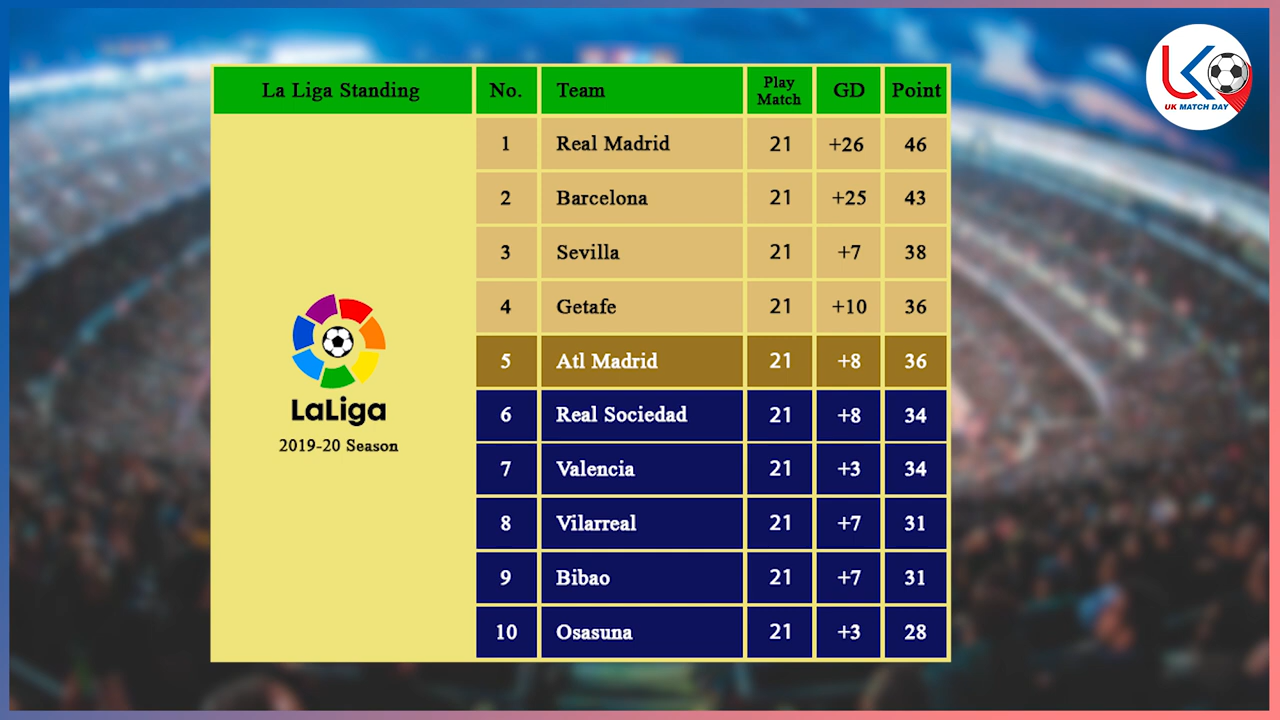 UK
UK MATCH DAY
La Liga Standing No. Team Play Match GD Point
1 Real Madrid 21 +26 46
2 Barcelona 21 +25 43
3 Sevilla 21 +7 38
4 Getafe 21 +10 36
5 Atl Madrid 21 +8 36
6 Real Sociedad 21 +8 34
7 Valencia 21 +3 34
8 Vilarreal 21 +7 31
9 Bibao 21 +7 31
10 Osasuna 21 +3 28
LaLiga
2019-20 Season